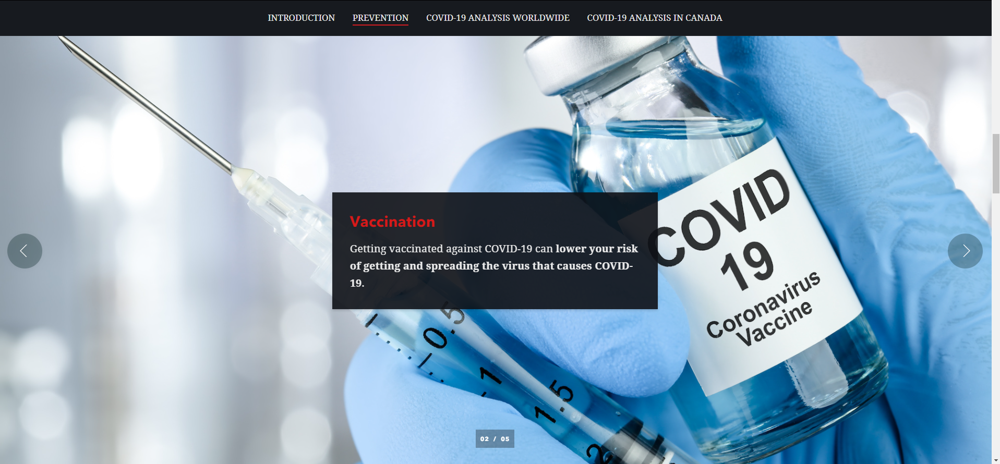 INTRODUCTION PREVENTION COVID-19 ANALYSIS WORLDWIDE COVID-19 ANALYSIS IN CANADA
Vaccination
Getting vaccinated against COVID-19 can lower your risk
of getting and spreading the virus that causes COVID-
19.
COVID
19
Coronavirus
Vaccine
0.5
1
1.5
2
02 / 05